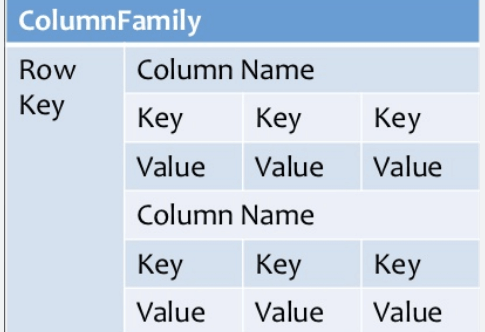 ColumnFamily
Row Key
Column Name
Key Key Key
Value Value Value
Column Name
Key Key Key
Value Value Value